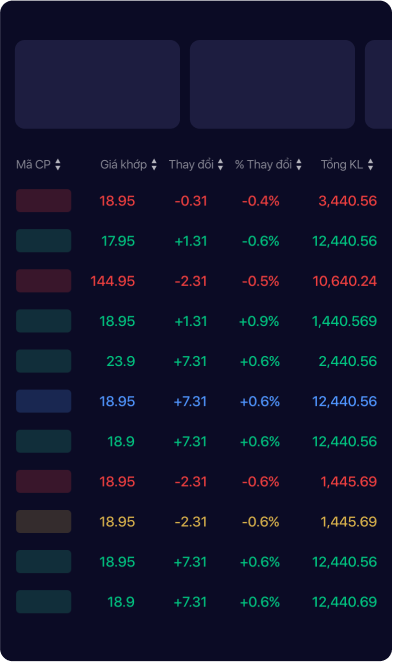 Mã CP Giá khớp Thay đổi % Thay đổi Tổng KL
18.95 -0.31 -0.4% 3,440.56
17.95 +1.31 -0.6% 12,440.56
144.95 -2.31 -0.5% 10,640.24
18.95 +1.31 +0.9% 1,440.569
23.9 +7.31 +0.6% 2,440.56
18.95 +7.31 +0.6% 12,440.56
18.9 +7.31 +0.6% 12,440.56
18.95 -2.31 -0.6% 1,445.69
18.95 -2.31 -0.6% 1,445.69
18.95 +7.31 +0.6% 12,440.56
18.9 +7.31 +0.6% 12,440.69